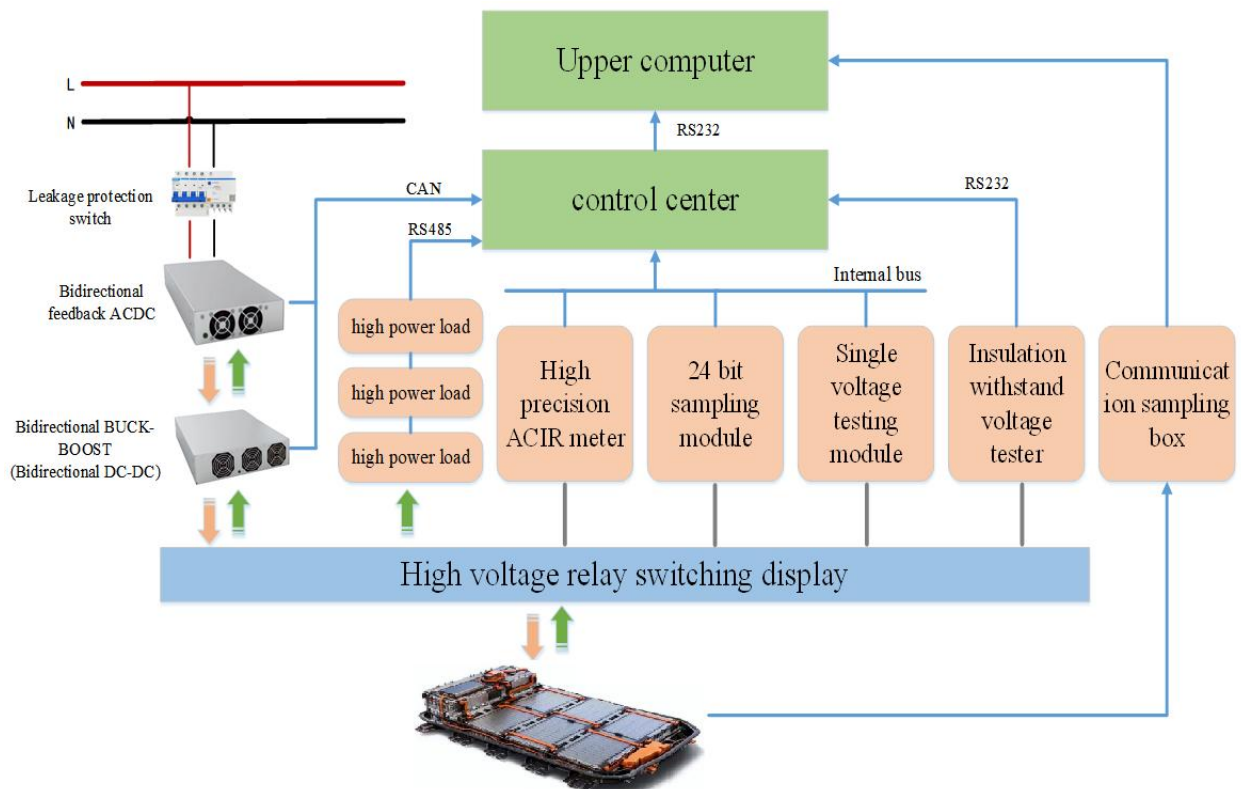 Upper computer
L
RS232
N
Leakage protection
switch
CAN
control center
RS232
RS485
Internal bus
Bidirectional
feedback ACDC
high power load
high power load
high power load
High
precision
ACIR meter
24 bit
sampling
module
Single
voltage
testing
module
Insulation
withstand
voltage
tester
Communicat
ion sampling
box
Bidirectional BUCK-
BOOST
(Bidirectional DC-DC)
High voltage relay switching display